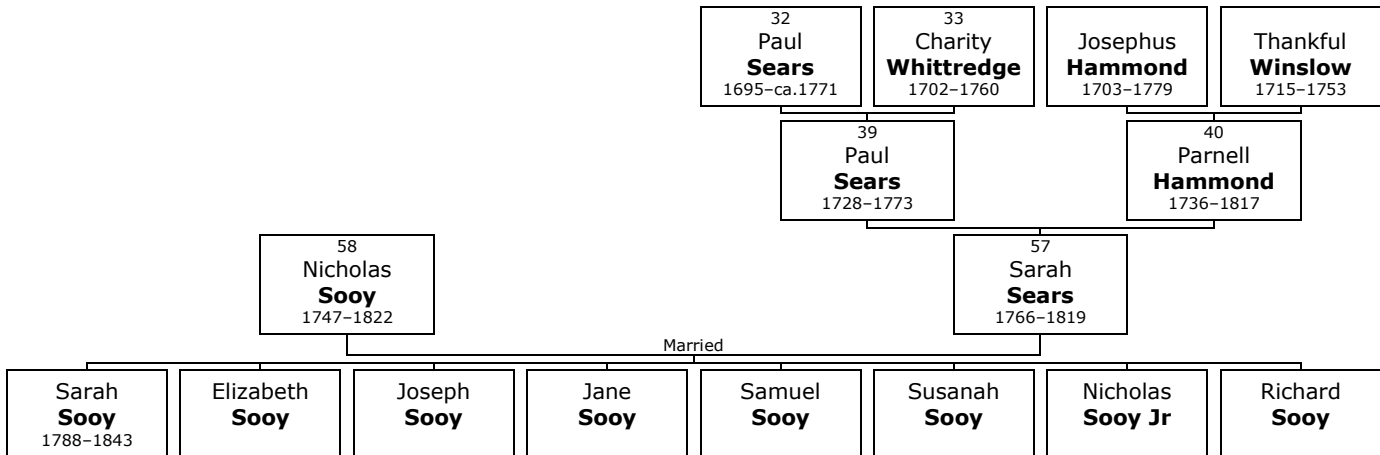 32
Paul
Sears
1695–ca.1771
33
Charity
Whittredge
1702–1760
Josephus
Hammond
1703–1779
Thankful
Winslow
1715–1753
39
Paul
Sears
1728–1773
40
Parnell
Hammond
1736–1817
58
Nicholas
Sooy
1747–1822
57
Sarah
Sears
1766–1819
Married
Sarah
Sooy
1788–1843
Elizabeth
Sooy
Joseph
Sooy
Jane
Sooy
Samuel
Sooy
Susanah
Sooy
Nicholas
Sooy Jr
Richard
Sooy